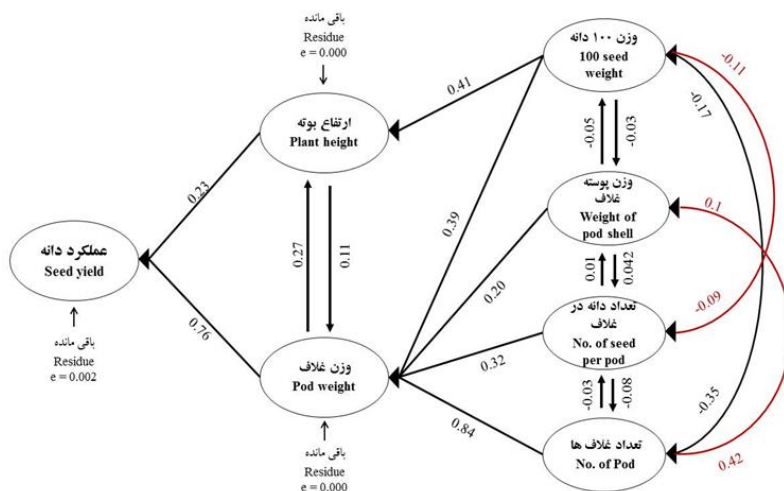 باقی مانده
Residue
e = 0.000
وزن ۱۰۰ دانه
100 seed
weight
-0.11
-0.17
0.41
ارتفاع بوته
Plant height
-0.05
-0.03
0.23
0.39
وزن پوسته
غلاف
Weight of
pod shell
0.1
عملکرد دانه
Seed yield
0.27
0.11
0.20
0.01
0.042
باقی مانده
Residue
e = 0.002
0.76
تعداد دانه در
غلاف
No. of seed
per pod
-0.09
0.32
وزن غلاف
Pod weight
-0.03
-0.08
-0.35
0.84
تعداد غلاف ها
No. of Pod
0.42
باقی مانده
Residue
e = 0.000